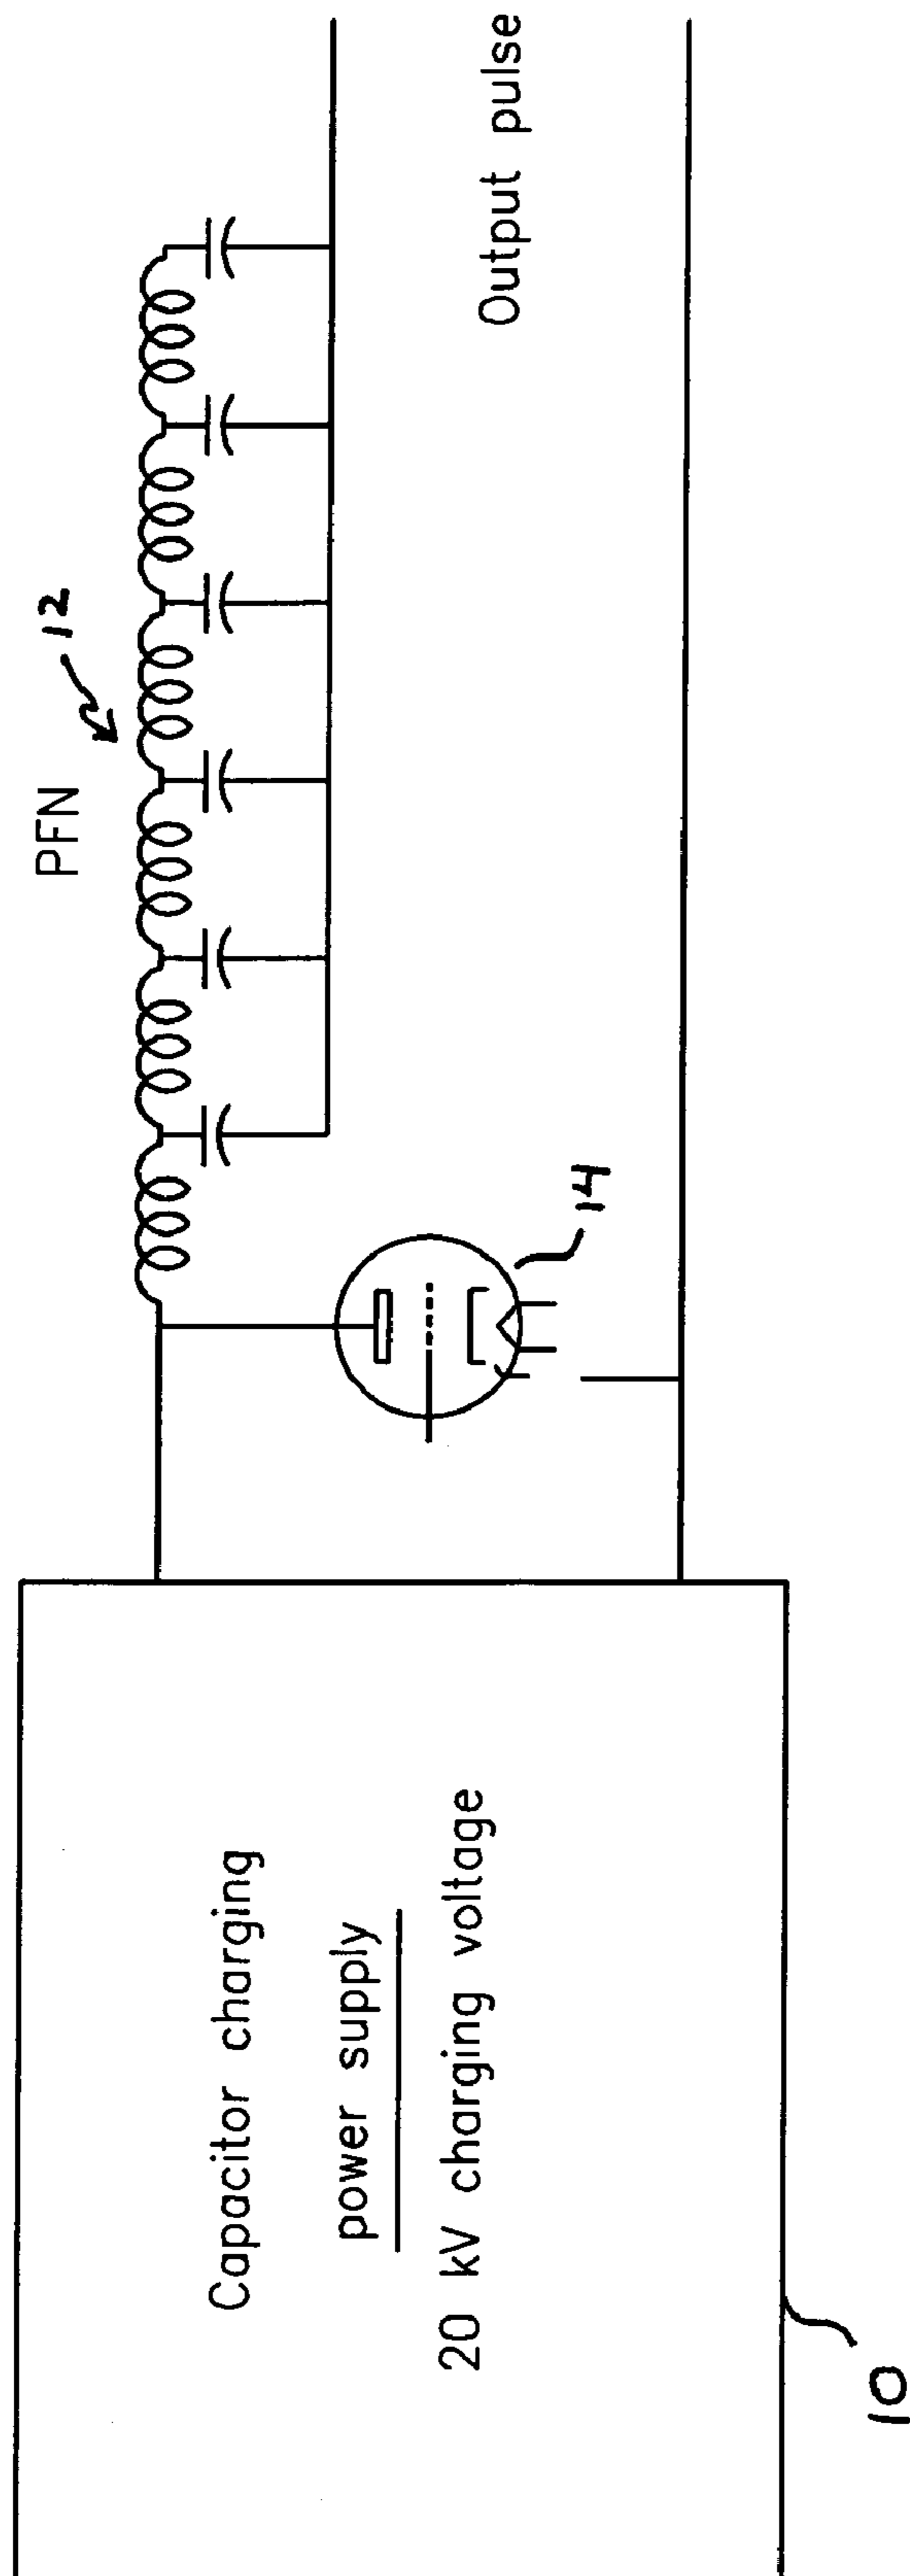 Capacitor charging
power supply
20 kV charging voltage
10
PFN
12
14
Output pulse